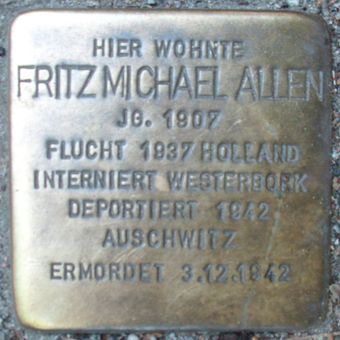 HIER WOHNTE
FRITZ MICHAEL ALLEN
JG. 1907
FLUCHT 1937 HOLLAND
INTERNIERT WESTERBORK
DEPORTIERT 1942
AUSCHWITZ
ERMORDET 3.12.1942